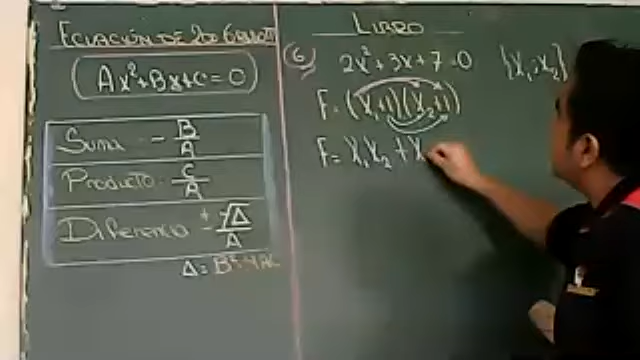 ECUACIÓN DE 2DO GRADO
Ax²+Bx+C=0
Suma - B/A
Producto C/A
Diferencia ± √Δ/A
Δ = B²-4AC
LIBRO
6) 2x²+3x+7=0 {x₁, x₂}
F = (x₁+1)(x₂+1)
F = x₁x₂ + x